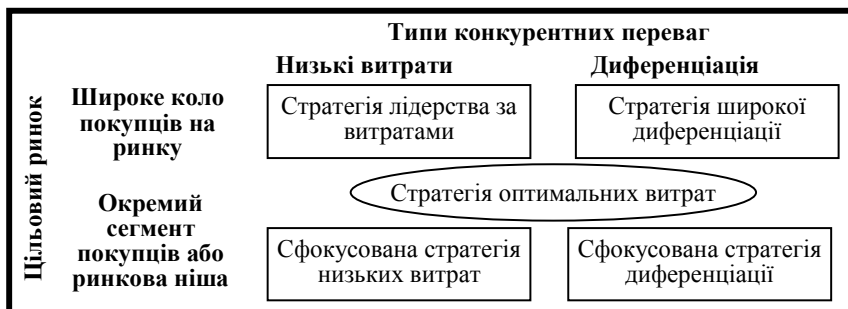 Типи конкурентних переваг
Низькі витрати
Диференціація
Цільовий ринок
Широке коло
покупців на
ринку
Стратегія лідерства за
витратами
Стратегія широкої
диференціації
Стратегія оптимальних витрат
Окремий
сегмент
покупців або
ринкова ніша
Сфокусована стратегія
низьких витрат
Сфокусована стратегія
диференціації